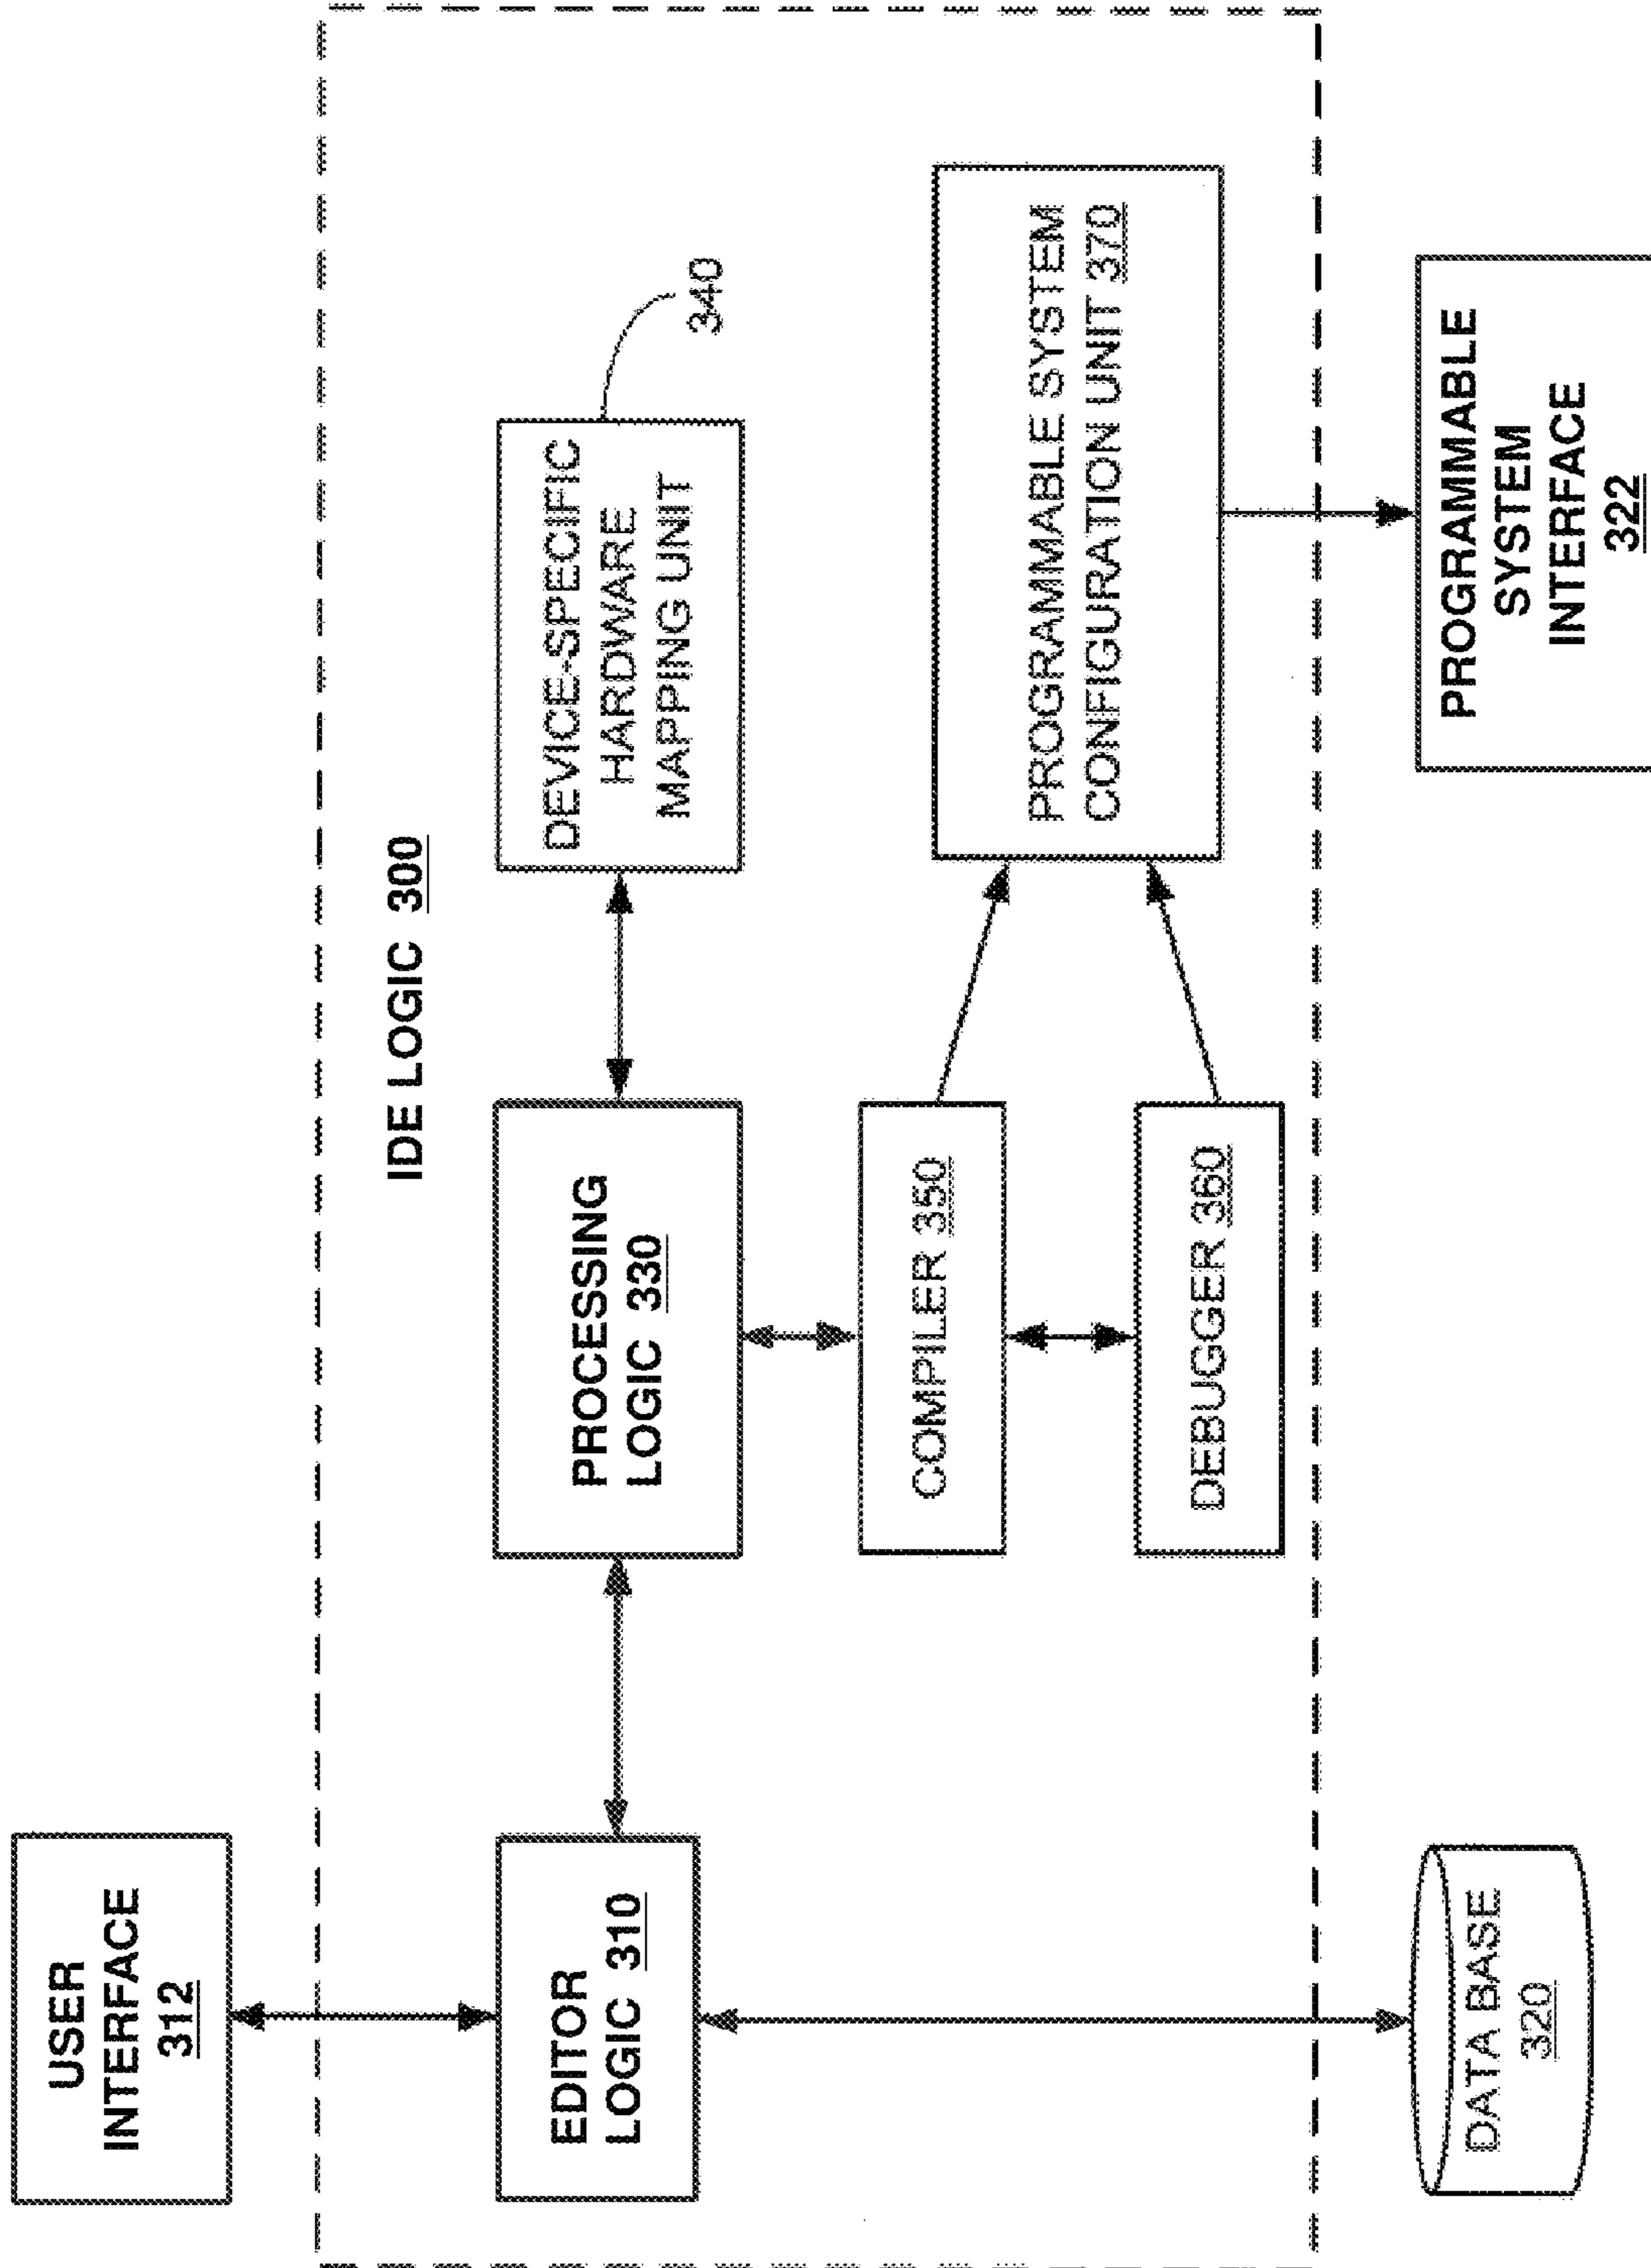 USER
INTERFACE
312
IDE LOGIC 300
EDITOR
LOGIC 310
PROCESSING
LOGIC 330
DEVICE-SPECIFIC
HARDWARE
MAPPING UNIT
340
COMPILER 350
DEBUGGER 360
PROGRAMMABLE SYSTEM
CONFIGURATION UNIT 370
DATA BASE
320
PROGRAMMABLE
SYSTEM
INTERFACE
322